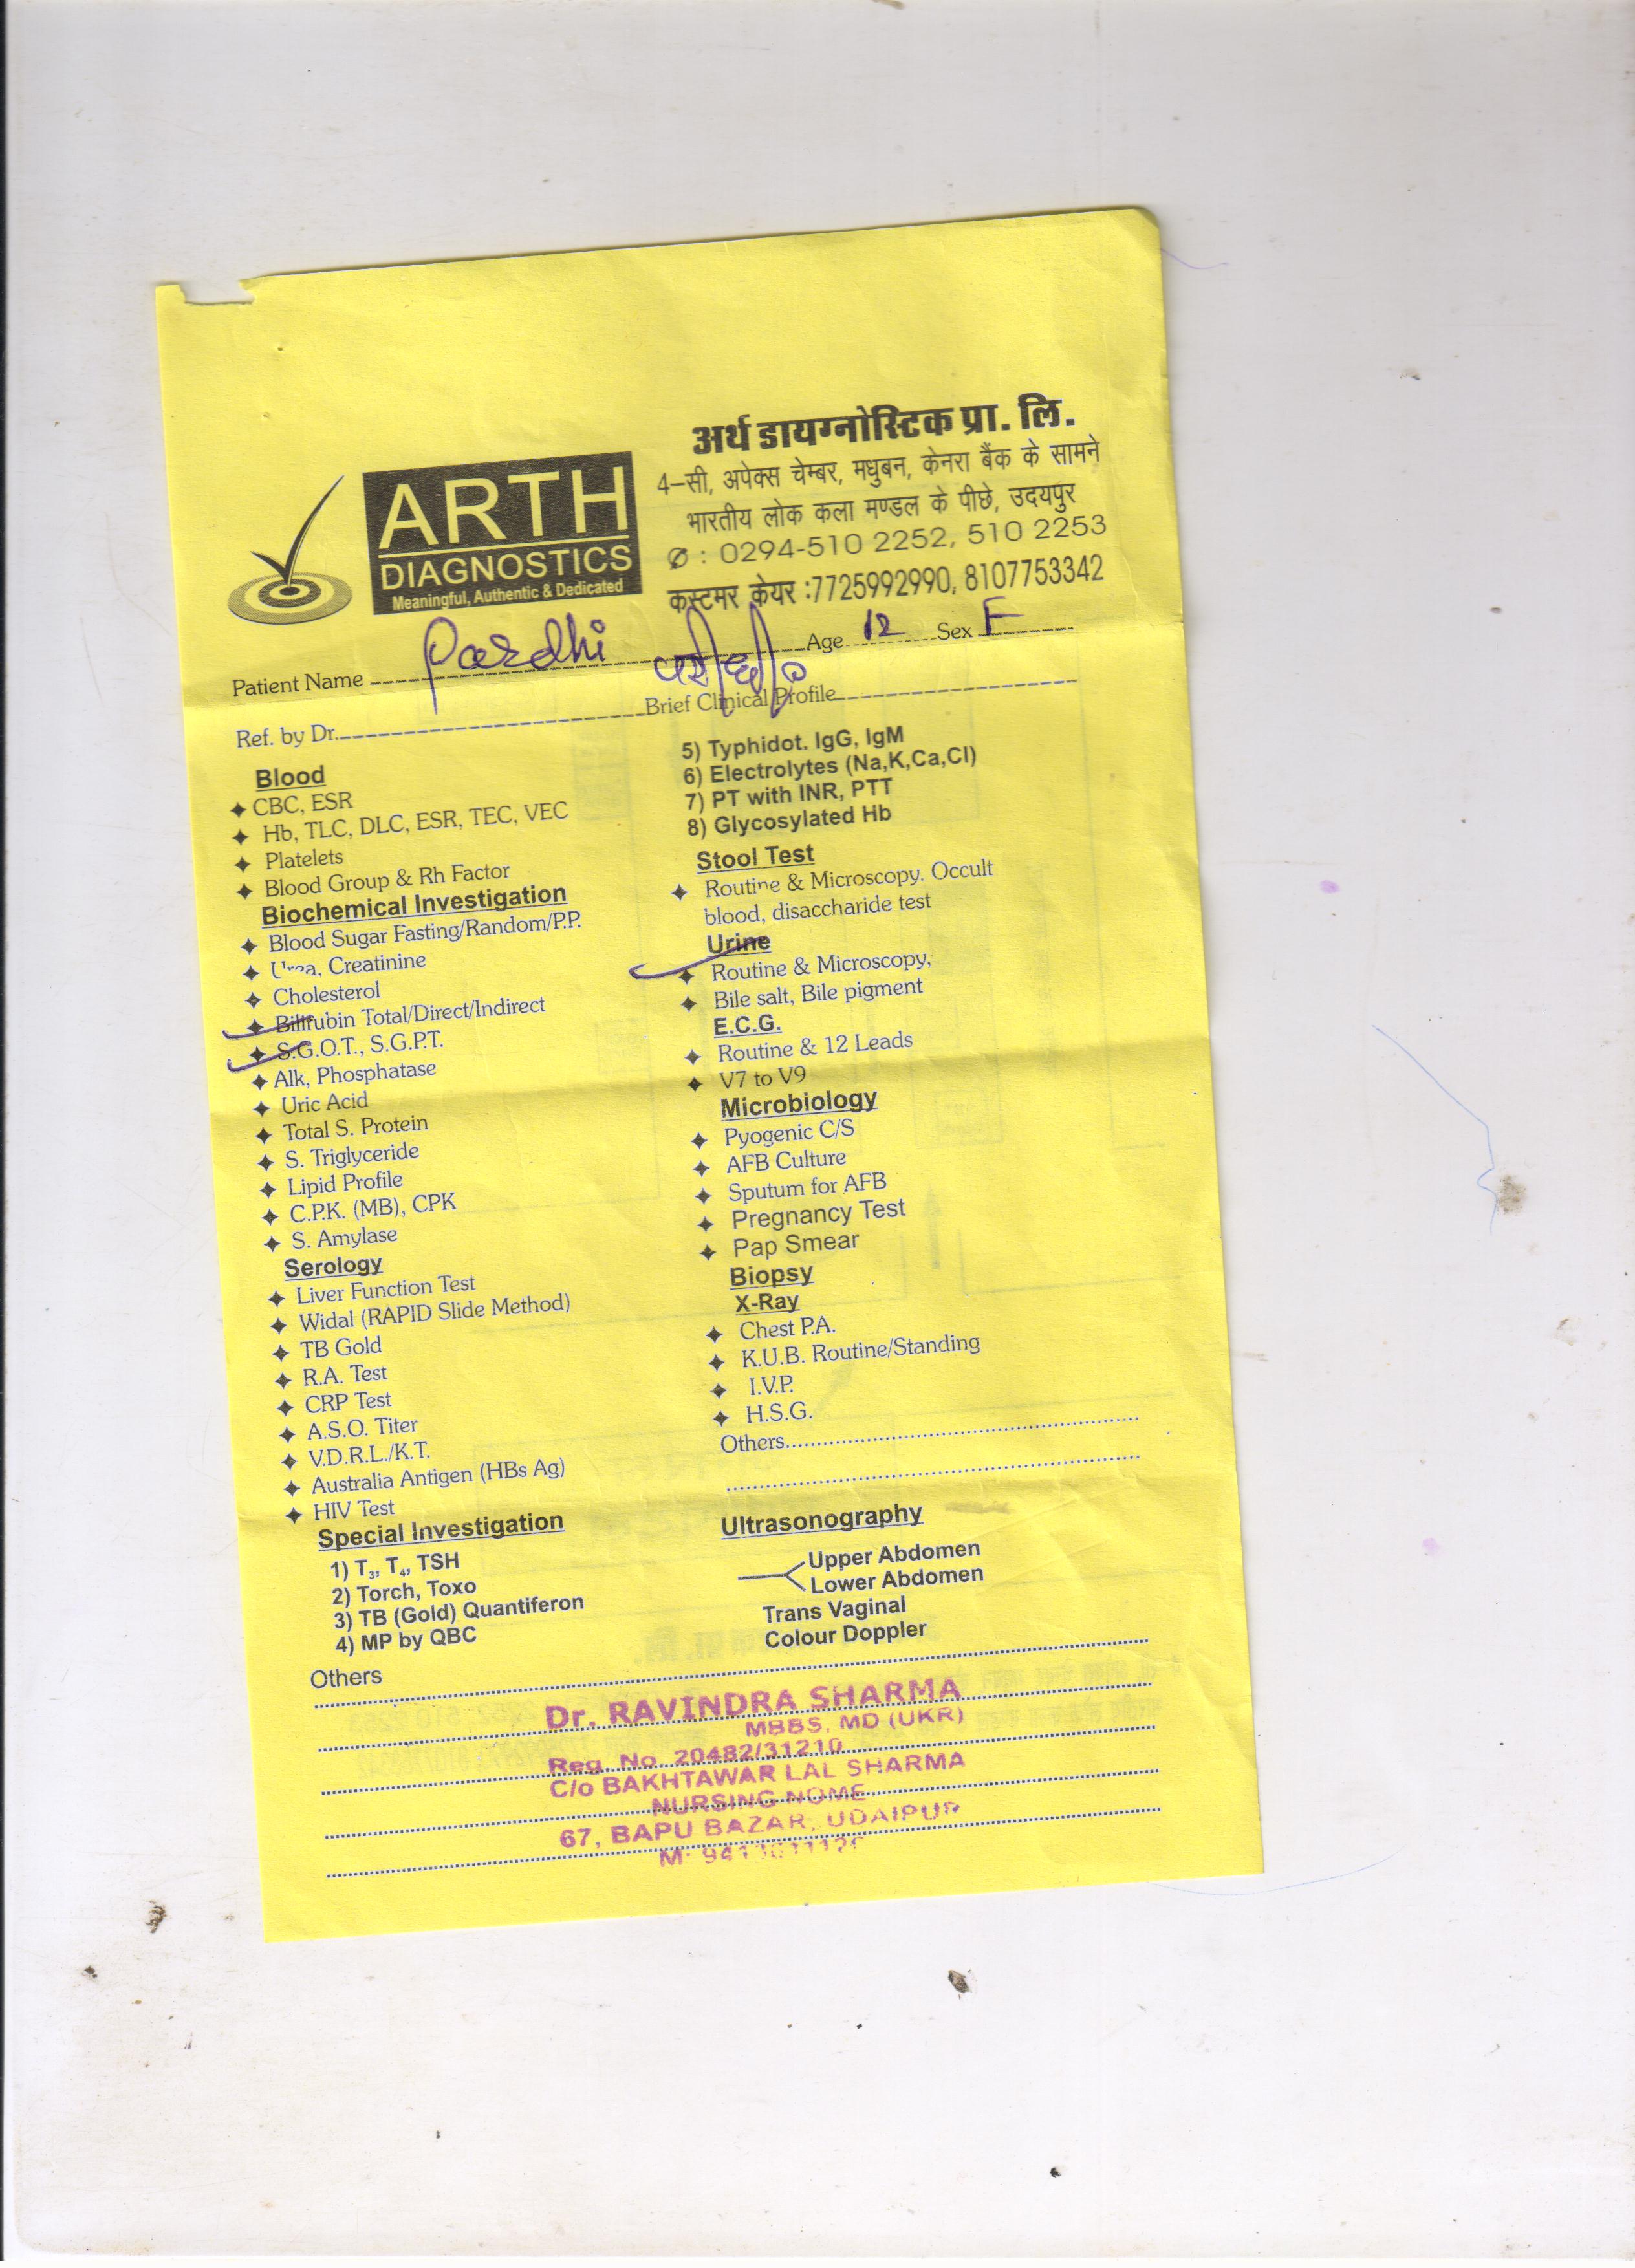 अर्थ डायग्नोस्टिक प्रा. लि.
4-सी, अपेक्स चेम्बर, मधुबन, केनरा बैंक के सामने
भारतीय लोक कला मण्डल के पीछे, उदयपुर
: 0294-510 2252, 510 2253
कस्टमर केयर :7725992990, 8107753342
ARTH
DIAGNOSTICS
Meaningful, Authentic & Dedicated
Patient Name Pardhi Age 12 Sex F
Ref. by Dr. Brief Clinical Profile
Blood
CBC, ESR
Hb, TLC, DLC, ESR, TEC, VEC
Platelets
Blood Group & Rh Factor
Biochemical Investigation
Blood Sugar Fasting/Random/P.P.
Urea, Creatinine
Cholesterol
Bilirubin Total/Direct/Indirect
S.G.O.T., S.G.P.T.
Alk, Phosphatase
Uric Acid
Total S. Protein
S. Triglyceride
Lipid Profile
C.P.K. (MB), CPK
S. Amylase
Serology
Liver Function Test
Widal (RAPID Slide Method)
TB Gold
R.A. Test
CRP Test
A.S.O. Titer
V.D.R.L./K.T.
Australia Antigen (HBs Ag)
HIV Test
Special Investigation
1) T3, T4, TSH
2) Torch, Toxo
3) TB (Gold) Quantiferon
4) MP by QBC
5) Typhidot. IgG, IgM
6) Electrolytes (Na,K,Ca,Cl)
7) PT with INR, PTT
8) Glycosylated Hb
Stool Test
Routine & Microscopy. Occult
blood, disaccharide test
Urine
Routine & Microscopy,
Bile salt, Bile pigment
E.C.G.
Routine & 12 Leads
V7 to V9
Microbiology
Pyogenic C/S
AFB Culture
Sputum for AFB
Pregnancy Test
Pap Smear
Biopsy
X-Ray
Chest P.A.
K.U.B. Routine/Standing
I.V.P.
H.S.G.
Others
Ultrasonography
Upper Abdomen
Lower Abdomen
Trans Vaginal
Colour Doppler
Others
Dr. RAVINDRA SHARMA
MBBS, MD (UKR)
Reg. No. 20482/31210
C/o BAKHTAWAR LAL SHARMA
NURSING HOME
67, BAPU BAZAR, UDAIPUR
M: